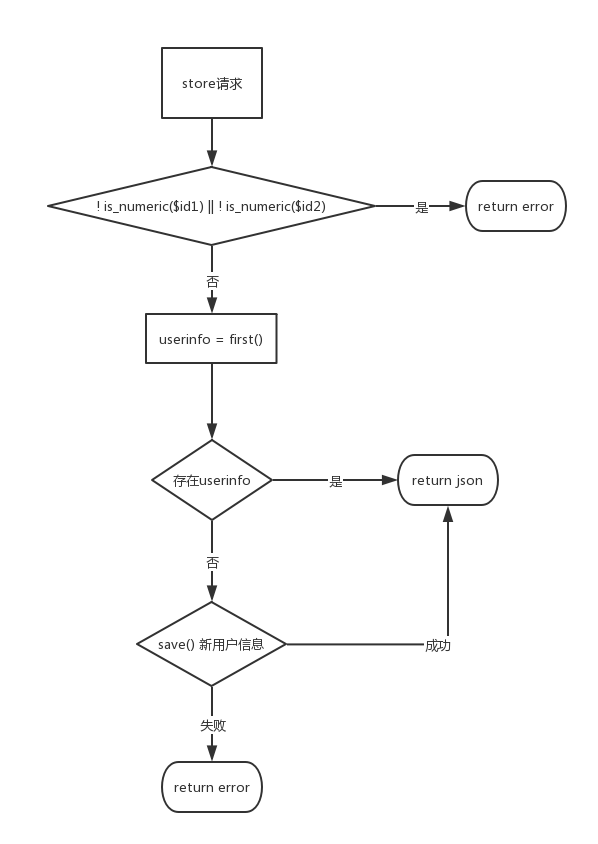 store请求
! is_numeric($id1) || ! is_numeric($id2)
是
return error
否
userinfo = first()
存在userinfo
是
return json
否
save() 新用户信息
成功
失败
return error